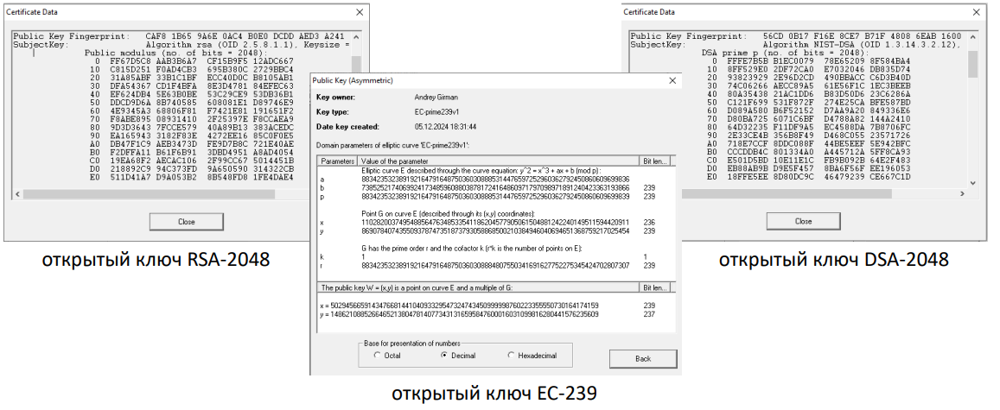 Certificate Data
Public Key Fingerprint: CAF8 1B65 9A6E 0AC4 B0E0 DCDD AED3 A241
SubjectKey: Algorithm rsa (OID 2.5.8.1.1), Keysize =
Public modulus (no. of bits = 2048):
0 FF67D5C8 AAB3B6A7 CF15B9F5 12ADC667
10 C815D251 F0AD4CB3 695B380C 2729BBC4
20 31A85ABF 33B1C1BF ECC40D0C B8105AB1
30 DFA54367 CD1F4BFA 8E3D4781 84EFEC63
40 EF624DB4 5E63B0BE 53C29CE9 53DB36B1
50 DDCD9D6A 8B740585 608081E1 D89746E9
60 4E9345A3 68806F81 F7421E81 191651F2
70 F8ABE895 08931410 2F25397F F8CCAEA9
80 9D3D3643 7FCCE579 40A89B13 383ACEDC
90 EA165943 3182F83E 4272EE16 85C0F0E5
A0 DB47F1C9 AEB3473D FE9D7B8C 721E40AE
B0 F2DFFA11 B61F6B91 3DBD4951 A8AD4054
C0 19EA68F2 AECAC106 2F99CC67 5014451B
D0 218892C9 94C373FD 9A650590 314322CB
E0 511D41A7 D9A053B2 8B548FD8 1FE4DAE4
Close
открытый ключ RSA-2048
Public Key (Asymmetric)
Key owner: Andrey Girman
Key type: EC-prime239v1
Date key created: 05.12.2024 18:31:44
Domain parameters of elliptic curve 'EC-prime239v1':
Parameters Value of the parameter Bit len...
Elliptic curve E described through the curve equation: y^2 = x^3 + ax + b (mod p):
a 883423532389192164791648750360308885314476597252960362792450860609699836
b 738525217406992417348596088038781724164860971797098971891240423363193866 239
p 883423532389192164791648750360308885314476597252960362792450860609699839 239
Point G on curve E (described through its (x,y) coordinates):
x 110282003749548856476348533541186204577905061504881242240149511594420911 236
y 869078407435509378747351873793058868500210384946040694651368759217025454 239
G has the prime order r and the cofactor k (r*k is the number of points on E):
k 1 1
r 883423532389192164791648750360308884807550341691627752275345424702807307 239
The public key W = (x,y) is a point on curve E and a multiple of G: Bit len...
x = 502945665914347668144104093329547324743450999998760223355550730164174159 239
y = 148621088526646521380478140773431316595847600016031099816280441576235609 237
Base for presentation of numbers
Octal Decimal Hexadecimal
Back
открытый ключ EC-239
Certificate Data
Public Key Fingerprint: 56CD 0B17 F16E 8CE7 B71F 4808 6EAB 1600
SubjectKey: Algorithm NIST-DSA (OID 1.3.14.3.2.12),
DSA prime p (no. of bits = 2048):
0 FFFE7B5B B1EC0079 78E65209 8F584BA4
10 8FF529E0 2DF72CA0 E7032046 DB835D74
20 93823929 2E96D2CD 490BBACC C6D3B40D
30 74C06266 AECC89A5 61E56F1C 1EC3BEEB
40 80A35438 21AC1DD6 B83D50D6 23C6286A
50 C121F699 531F872F 274E25CA BFE587BD
60 D089A580 B6F52152 D7AA9A20 849336E6
70 D80BA725 6071C6BF D4788A82 144A2410
80 64D32235 F11DF9A5 EC4588DA 7B8706FC
90 2E33CE4B 356B8F49 D468C055 23571726
A0 718E7CCF 8DDC088F 44BE5EEF 5E942BFC
B0 CCCDDB4C 801334A0 A445712A 5FF8CA93
C0 E501D5BD 10E11E1C FB9B092B 64E2F483
D0 EB88AB9B D9E5F457 8BA6F56F EE196053
E0 18FFE5EE 8D80DC9C 46479239 CE667C1D
Close
открытый ключ DSA-2048